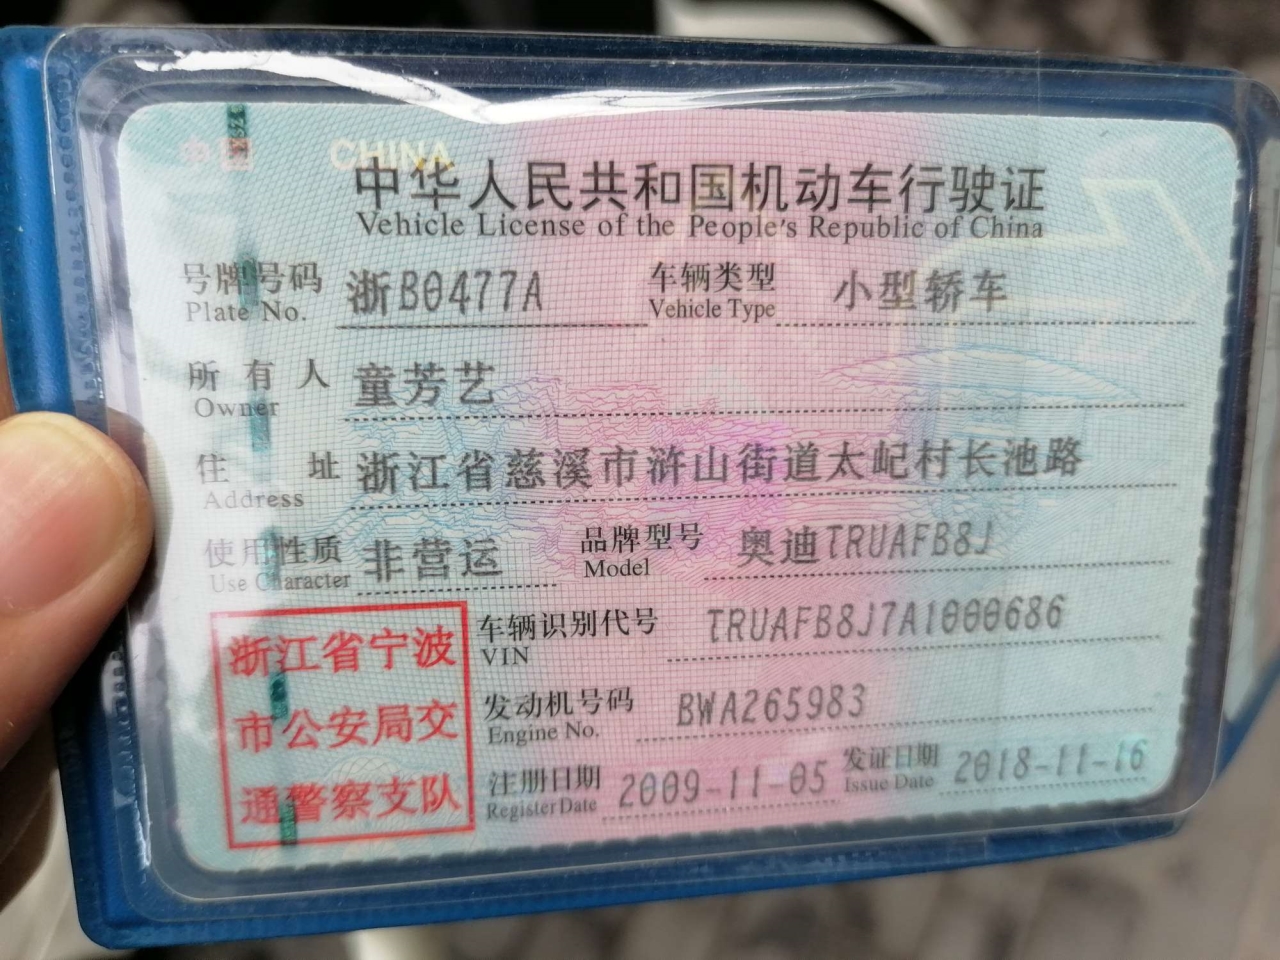 中国 CHINA
中华人民共和国机动车行驶证
Vehicle License of the People's Republic of China
号牌号码 浙B0477A 车辆类型 小型轿车
Plate No. Vehicle Type
所有人 童芳艺
Owner
住址 浙江省慈溪市浒山街道太屺村长池路
Address
使用性质 非营运 品牌型号 奥迪TRUAFB8J
Use Character Model
浙江省宁波
市公安局交
通警察支队
车辆识别代号 TRUAFB8J7A1000686
VIN
发动机号码 BWA265983
Engine No.
注册日期 2009-11-05 发证日期 2018-11-16
Register Date Issue Date